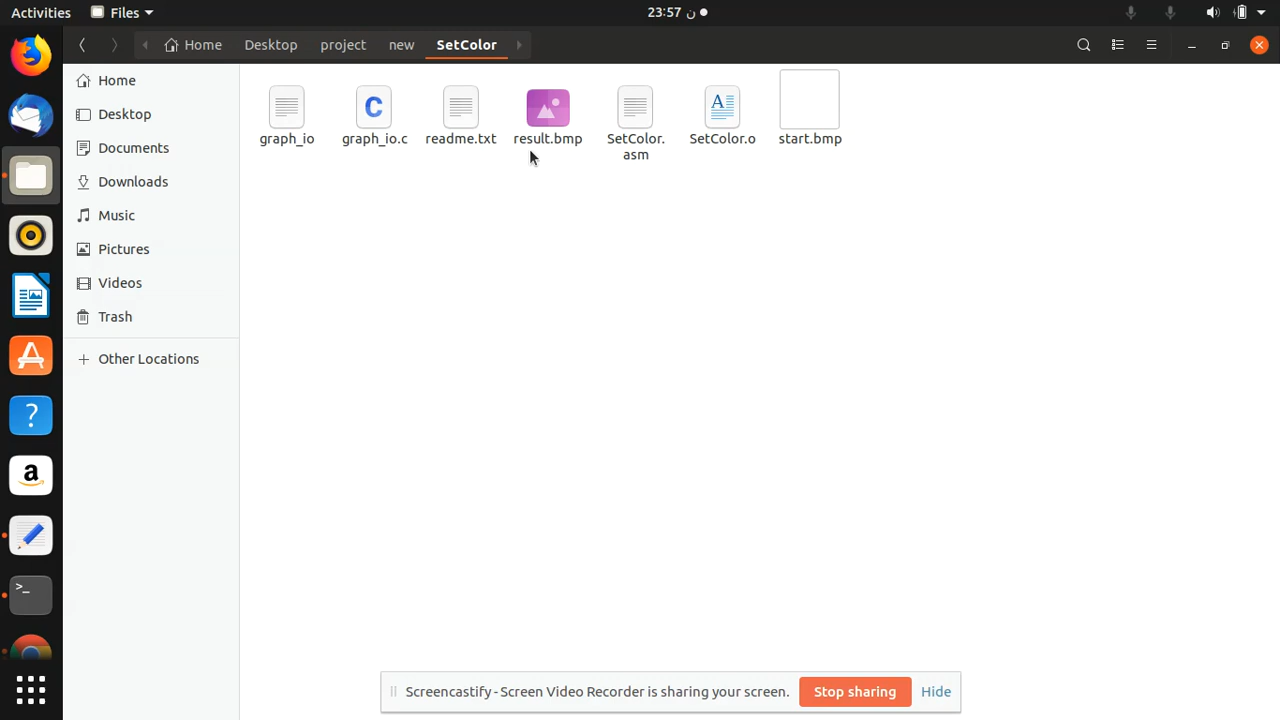 Activities Files 23:57 ن
Home Desktop project new SetColor
Home
Desktop
Documents
Downloads
Music
Pictures
Videos
Trash
Other Locations
graph_io graph_io.c readme.txt result.bmp SetColor.asm SetColor.o start.bmp
Screencastify - Screen Video Recorder is sharing your screen. Stop sharing Hide